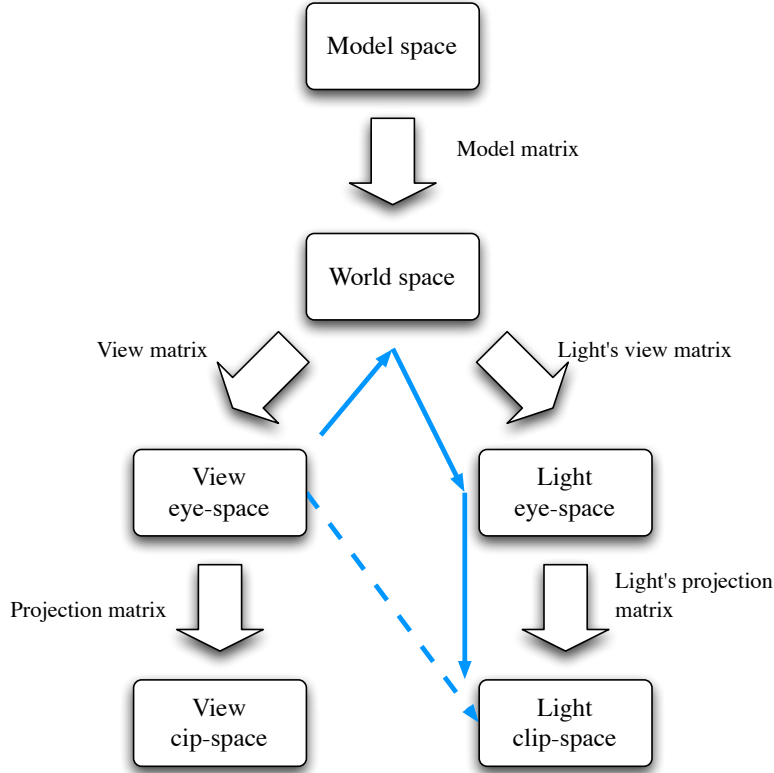 Model space
Model matrix
World space
View matrix
Light's view matrix
View
eye-space
Light
eye-space
Projection matrix
Light's projection
matrix
View
cip-space
Light
clip-space